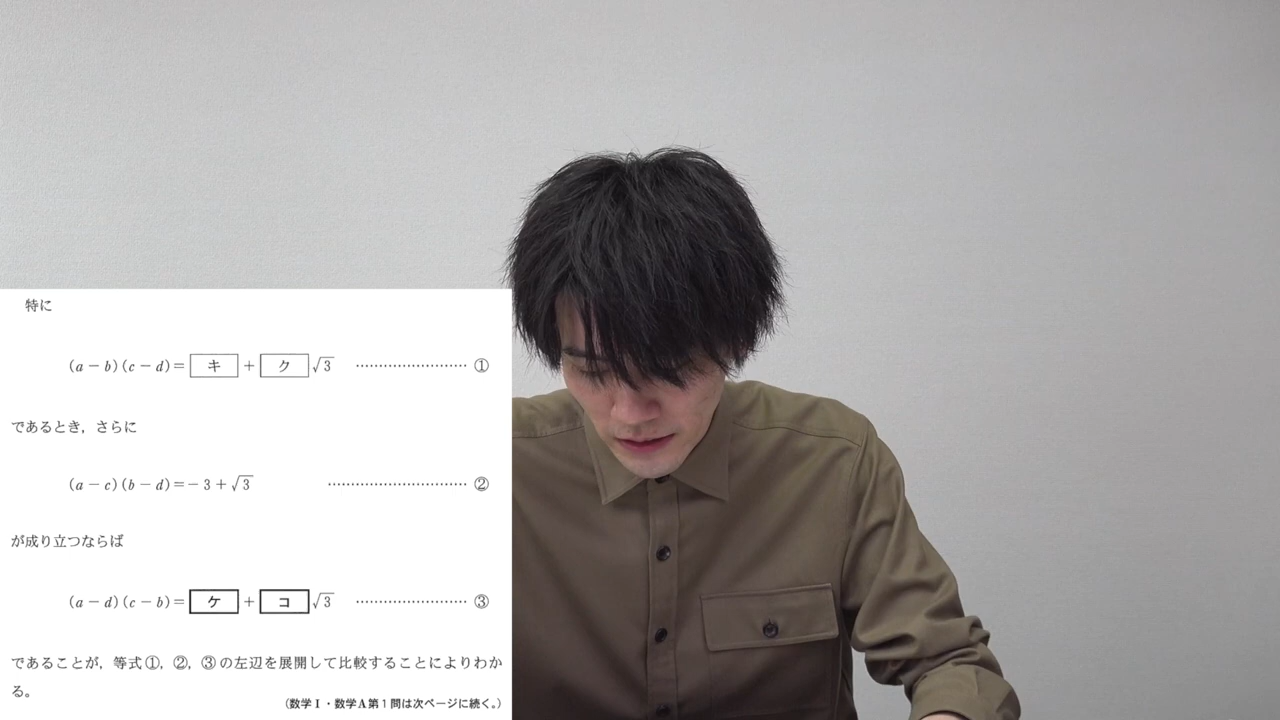 特に
(a－b)(c－d)＝ キ ＋ ク √3 …………………… ①
であるとき，さらに
(a－c)(b－d)＝－3＋√3 ………………………… ②
が成り立つならば
(a－d)(c－b)＝ ケ ＋ コ √3 …………………… ③
であることが，等式①，②，③の左辺を展開して比較することによりわか
る。
（数学Ⅰ・数学A第1問は次ページに続く。）